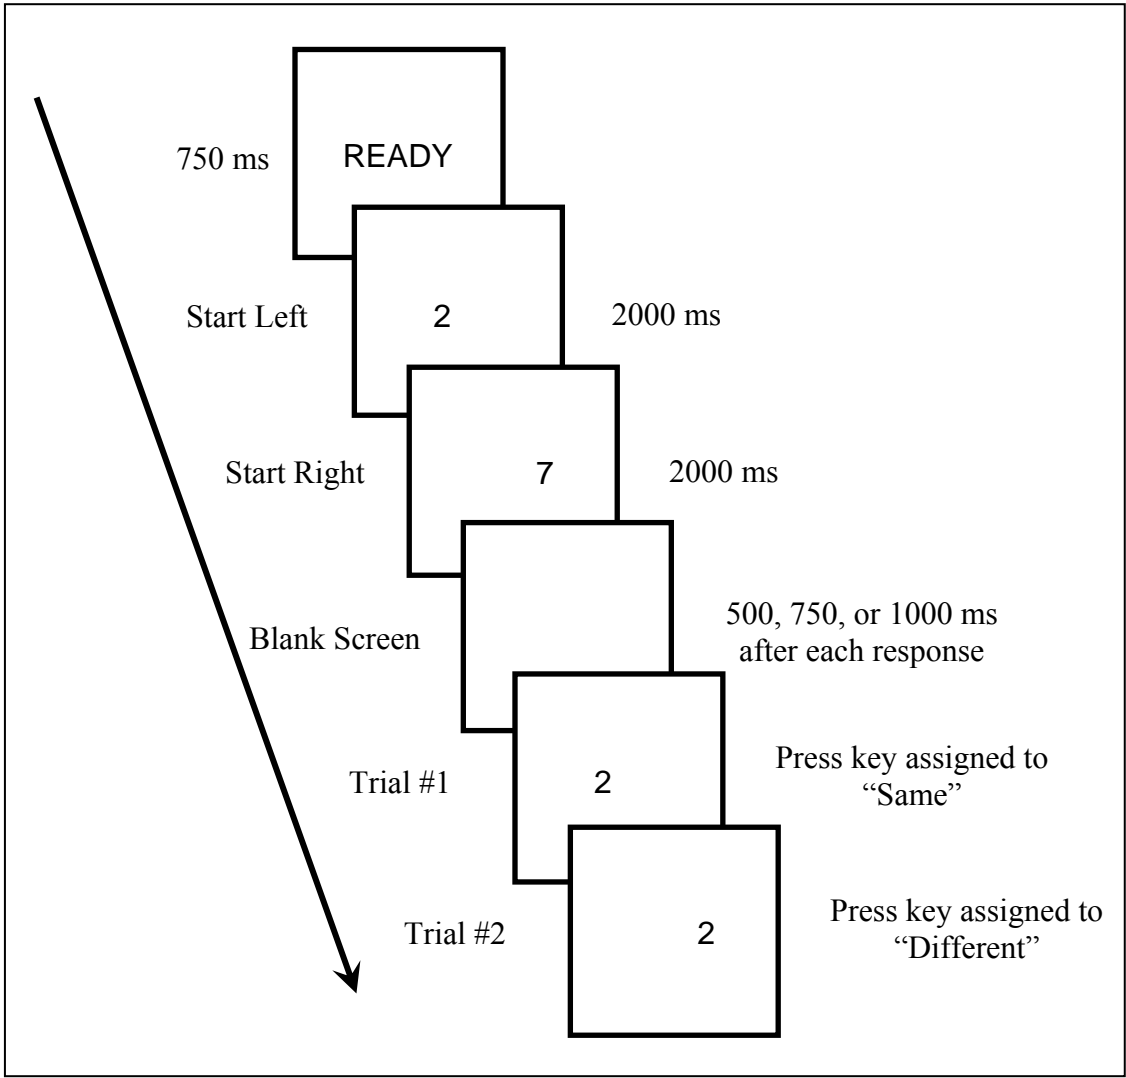 750 ms
READY
Start Left
2
2000 ms
Start Right
7
2000 ms
Blank Screen
500, 750, or 1000 ms
after each response
Trial #1
2
Press key assigned to
“Same”
Trial #2
2
Press key assigned to
“Different”